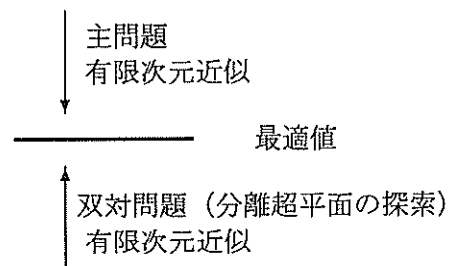 主問題
有限次元近似
最適値
双対問題（分離超平面の探索）
有限次元近似